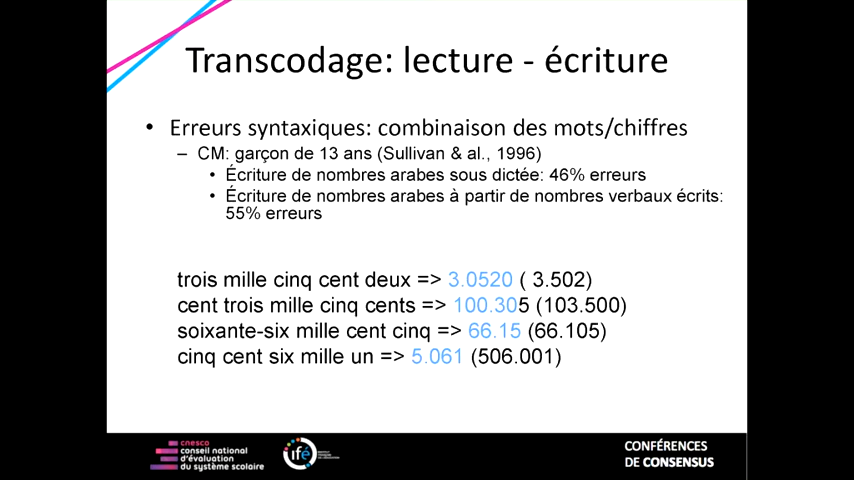 Transcodage: lecture - écriture
• Erreurs syntaxiques: combinaison des mots/chiffres
– CM: garçon de 13 ans (Sullivan & al., 1996)
• Écriture de nombres arabes sous dictée: 46% erreurs
• Écriture de nombres arabes à partir de nombres verbaux écrits:
55% erreurs
trois mille cinq cent deux => 3.0520 ( 3.502)
cent trois mille cinq cents => 100.305 (103.500)
soixante-six mille cent cinq => 66.15 (66.105)
cinq cent six mille un => 5.061 (506.001)
cnesco
conseil national
d'évaluation
du système scolaire
ifé
CONFÉRENCES
DE CONSENSUS